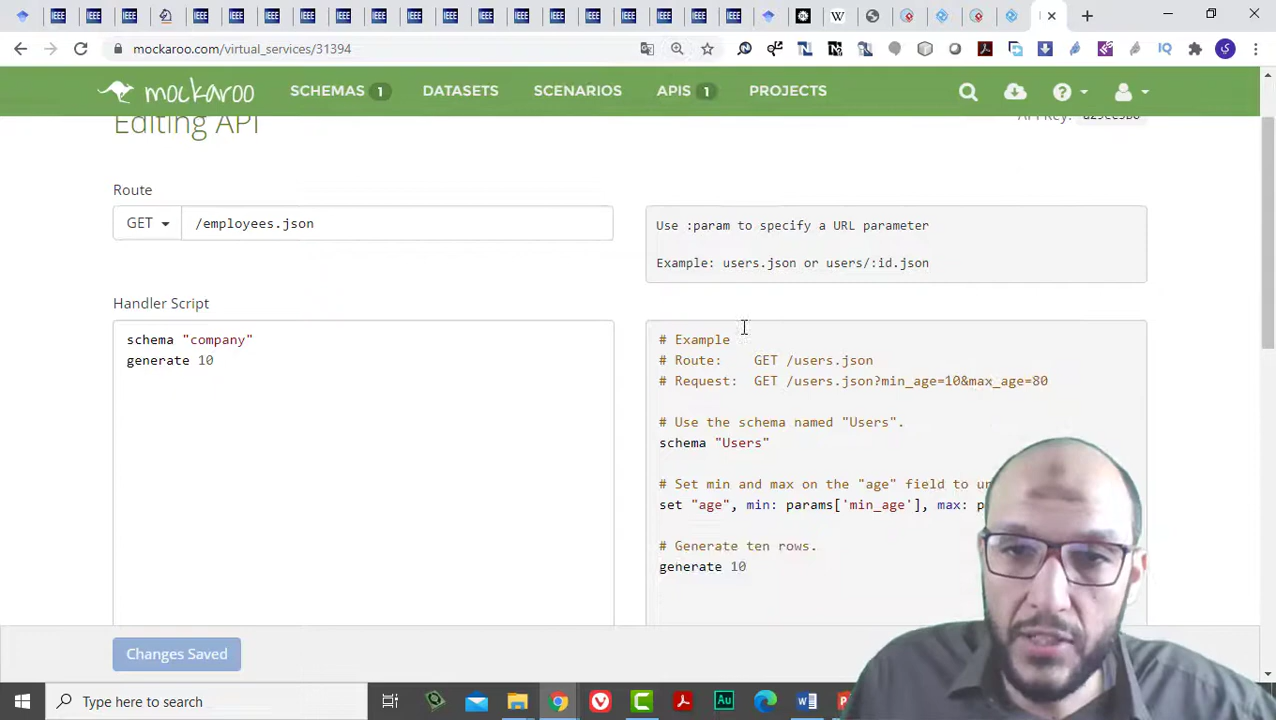 mockaroo.com/virtual_services/31394
mockaroo
SCHEMAS 1
DATASETS
SCENARIOS
APIS 1
PROJECTS
Editing API
API Key:
Route
GET
/employees.json
Use :param to specify a URL parameter
Example: users.json or users/:id.json
Handler Script
schema "company"
generate 10
# Example
# Route: GET /users.json
# Request: GET /users.json?min_age=10&max_age=80
# Use the schema named "Users".
schema "Users"
# Set min and max on the "age" field to
set "age", min: params['min_age'], max:
# Generate ten rows.
generate 10
Changes Saved
Type here to search